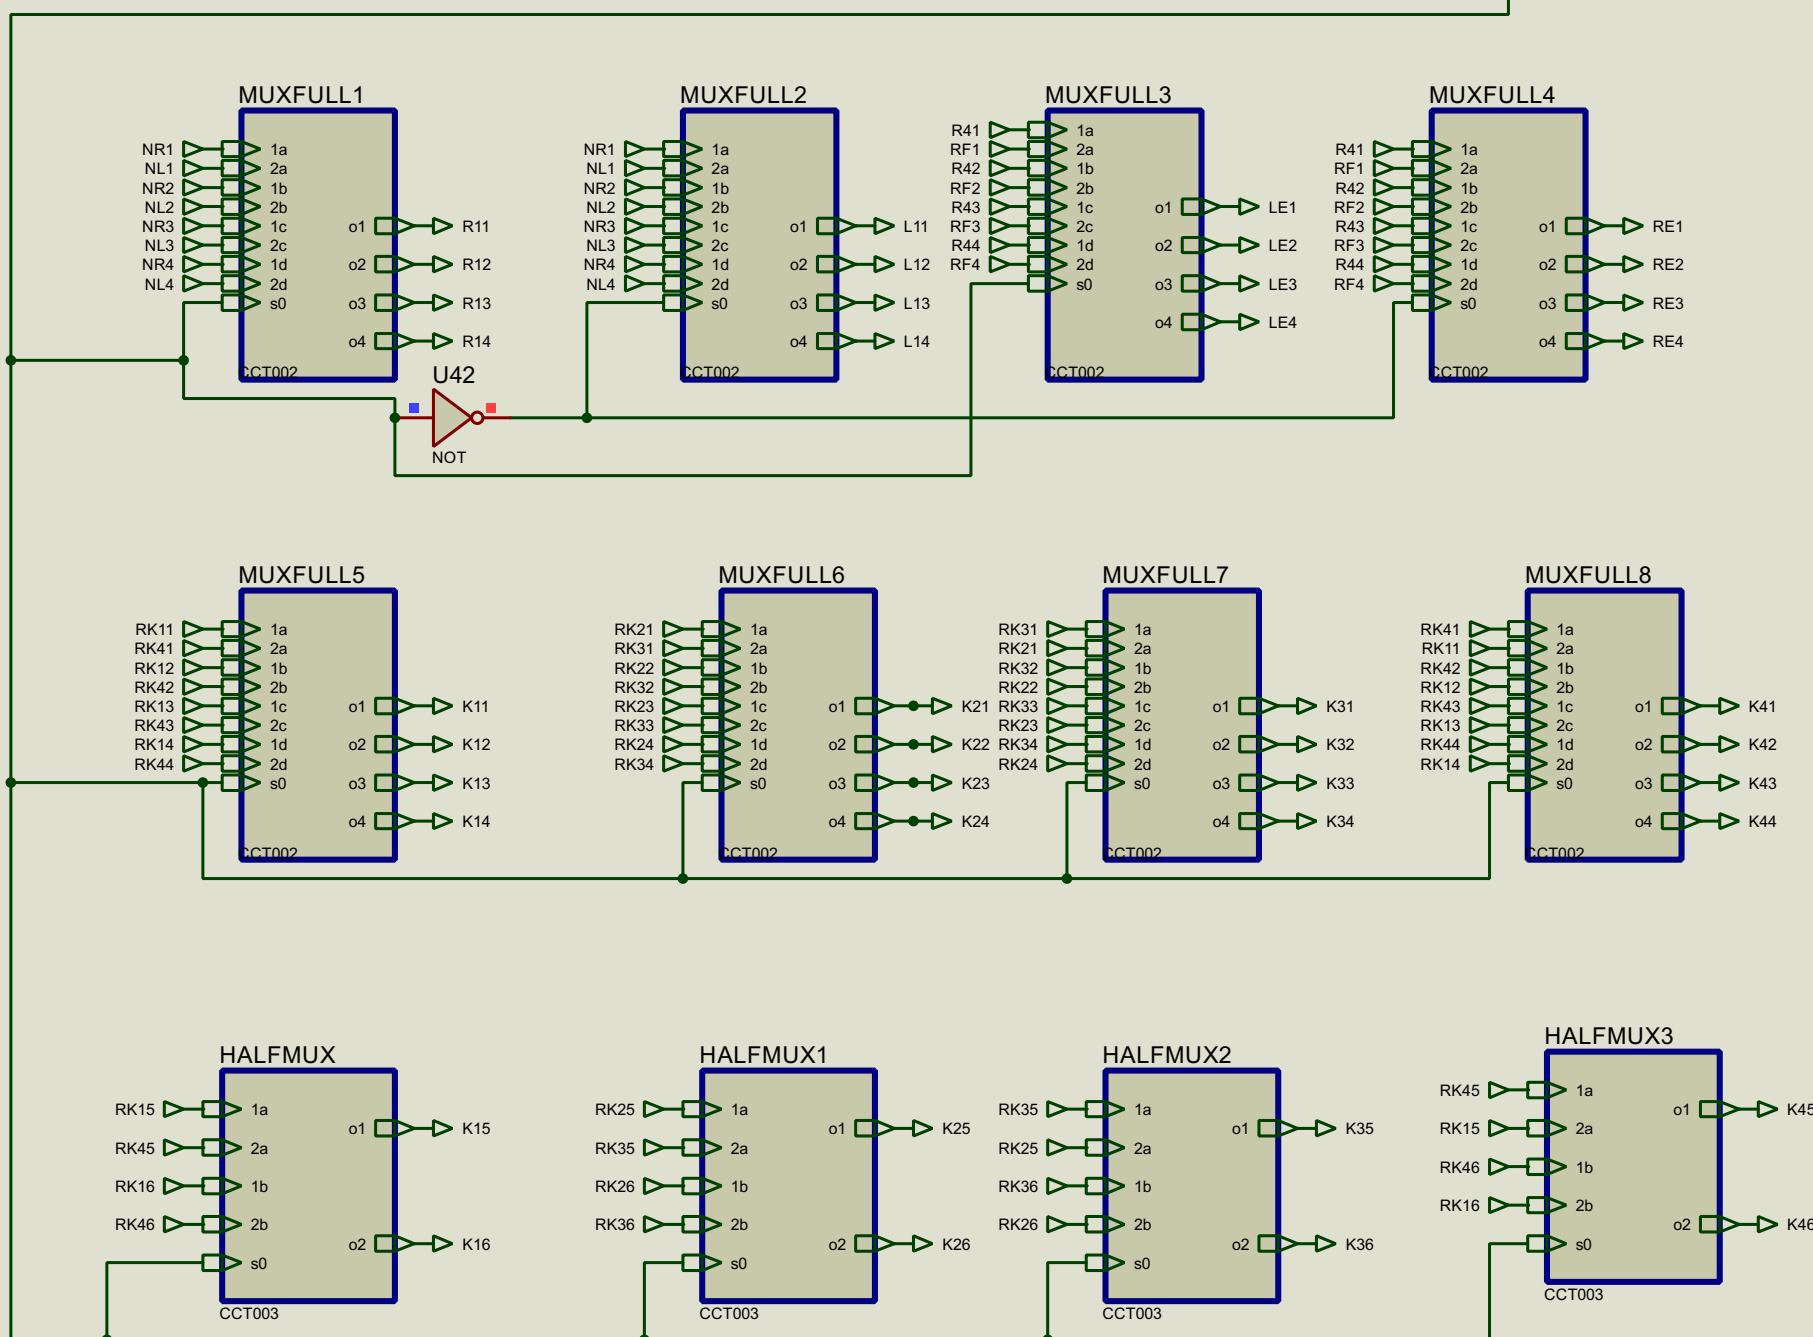 MUXFULL1
NR1
NL1
NR2
NL2
NR3
NL3
NR4
NL4
1a
2a
1b
2b
1c
2c
1d
2d
s0
o1
o2
o3
o4
R11
R12
R13
R14
CCT002
U42
NOT
MUXFULL2
NR1
NL1
NR2
NL2
NR3
NL3
NR4
NL4
1a
2a
1b
2b
1c
2c
1d
2d
s0
o1
o2
o3
o4
L11
L12
L13
L14
CCT002
MUXFULL3
R41
RF1
R42
RF2
R43
RF3
R44
RF4
1a
2a
1b
2b
1c
2c
1d
2d
s0
o1
o2
o3
o4
LE1
LE2
LE3
LE4
CCT002
MUXFULL4
R41
RF1
R42
RF2
R43
RF3
R44
RF4
1a
2a
1b
2b
1c
2c
1d
2d
s0
o1
o2
o3
o4
RE1
RE2
RE3
RE4
CCT002
MUXFULL5
RK11
RK41
RK12
RK42
RK13
RK43
RK14
RK44
1a
2a
1b
2b
1c
2c
1d
2d
s0
o1
o2
o3
o4
K11
K12
K13
K14
CCT002
MUXFULL6
RK21
RK31
RK22
RK32
RK23
RK33
RK24
RK34
1a
2a
1b
2b
1c
2c
1d
2d
s0
o1
o2
o3
o4
K21
K22
K23
K24
CCT002
MUXFULL7
RK31
RK21
RK32
RK22
RK33
RK23
RK34
RK24
1a
2a
1b
2b
1c
2c
1d
2d
s0
o1
o2
o3
o4
K31
K32
K33
K34
CCT002
MUXFULL8
RK41
RK11
RK42
RK12
RK43
RK13
RK44
RK14
1a
2a
1b
2b
1c
2c
1d
2d
s0
o1
o2
o3
o4
K41
K42
K43
K44
CCT002
HALFMUX
RK15
RK45
RK16
RK46
1a
2a
1b
2b
s0
o1
o2
K15
K16
CCT003
HALFMUX1
RK25
RK35
RK26
RK36
1a
2a
1b
2b
s0
o1
o2
K25
K26
CCT003
HALFMUX2
RK35
RK25
RK36
RK26
1a
2a
1b
2b
s0
o1
o2
K35
K36
CCT003
HALFMUX3
RK45
RK15
RK46
RK16
1a
2a
1b
2b
s0
o1
o2
K45
K46
CCT003